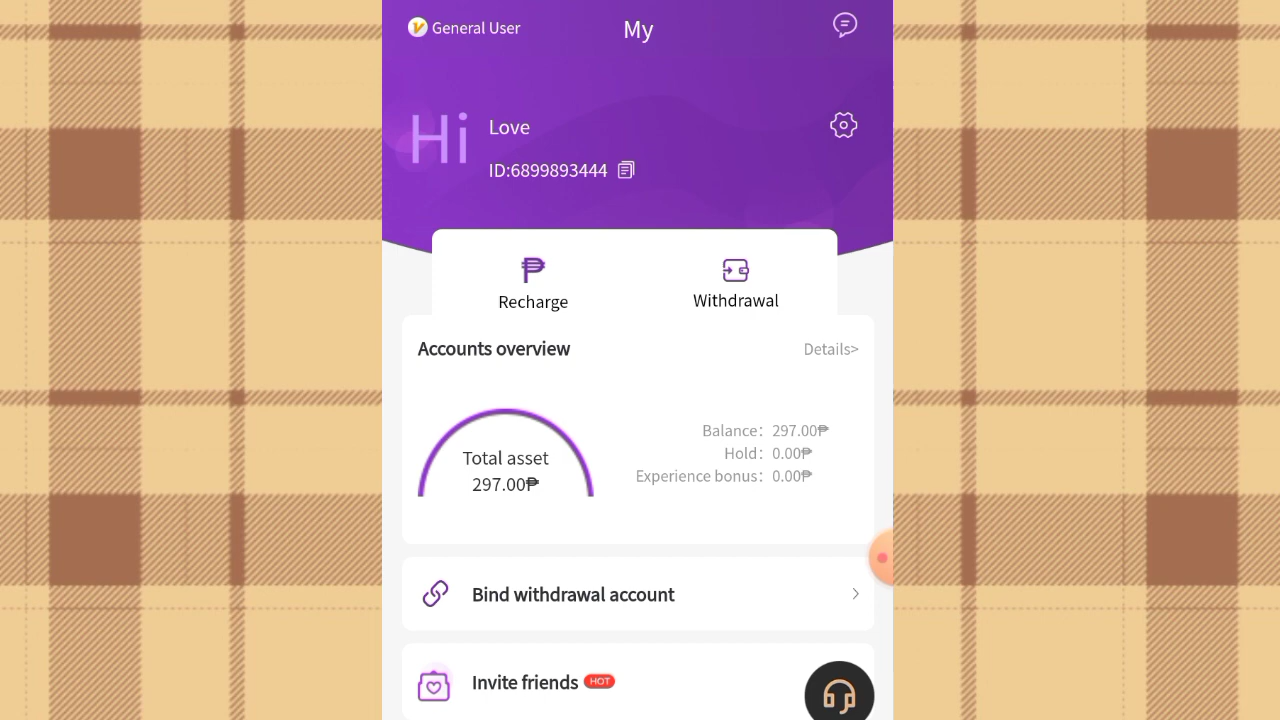 General User
My
Hi
Love
ID:6899893444
Recharge
Withdrawal
Accounts overview
Details>
Total asset
297.00₱
Balance: 297.00₱
Hold: 0.00₱
Experience bonus: 0.00₱
Bind withdrawal account
Invite friends HOT